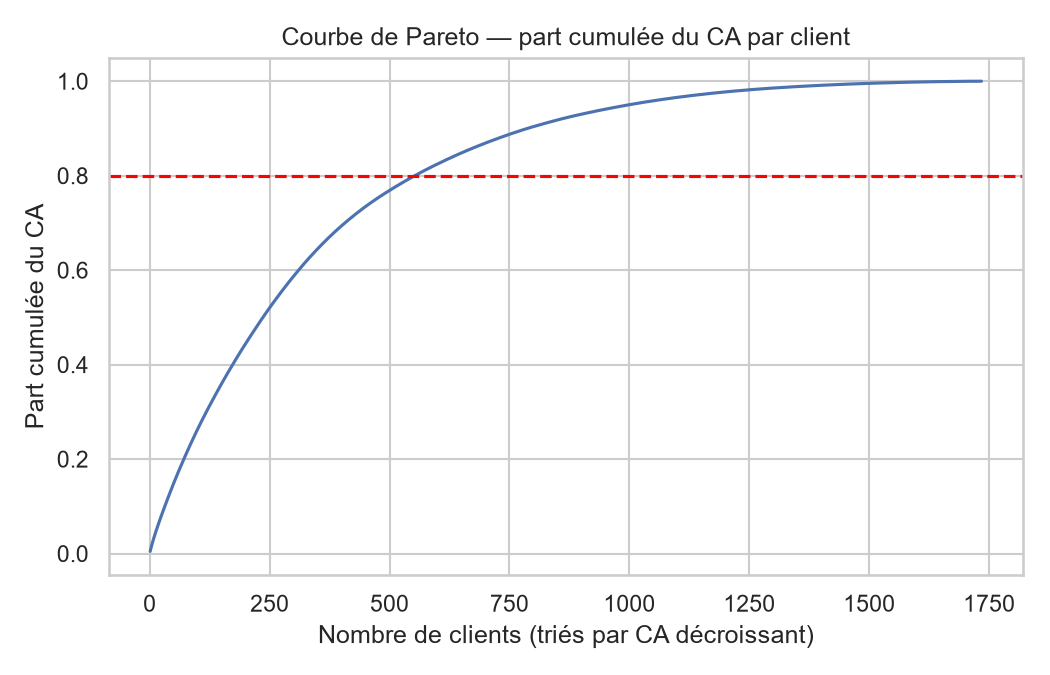 Courbe de Pareto — part cumulée du CA par client
Part cumulée du CA
1.0
0.8
0.6
0.4
0.2
0.0
0 250 500 750 1000 1250 1500 1750
Nombre de clients (triés par CA décroissant)